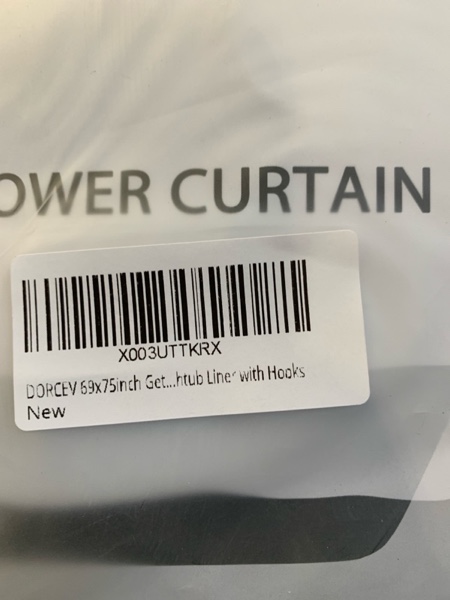 OWER CURTAIN
X003UTTKRX
DORCEV 69x75inch Get...htub Liner with Hooks
New